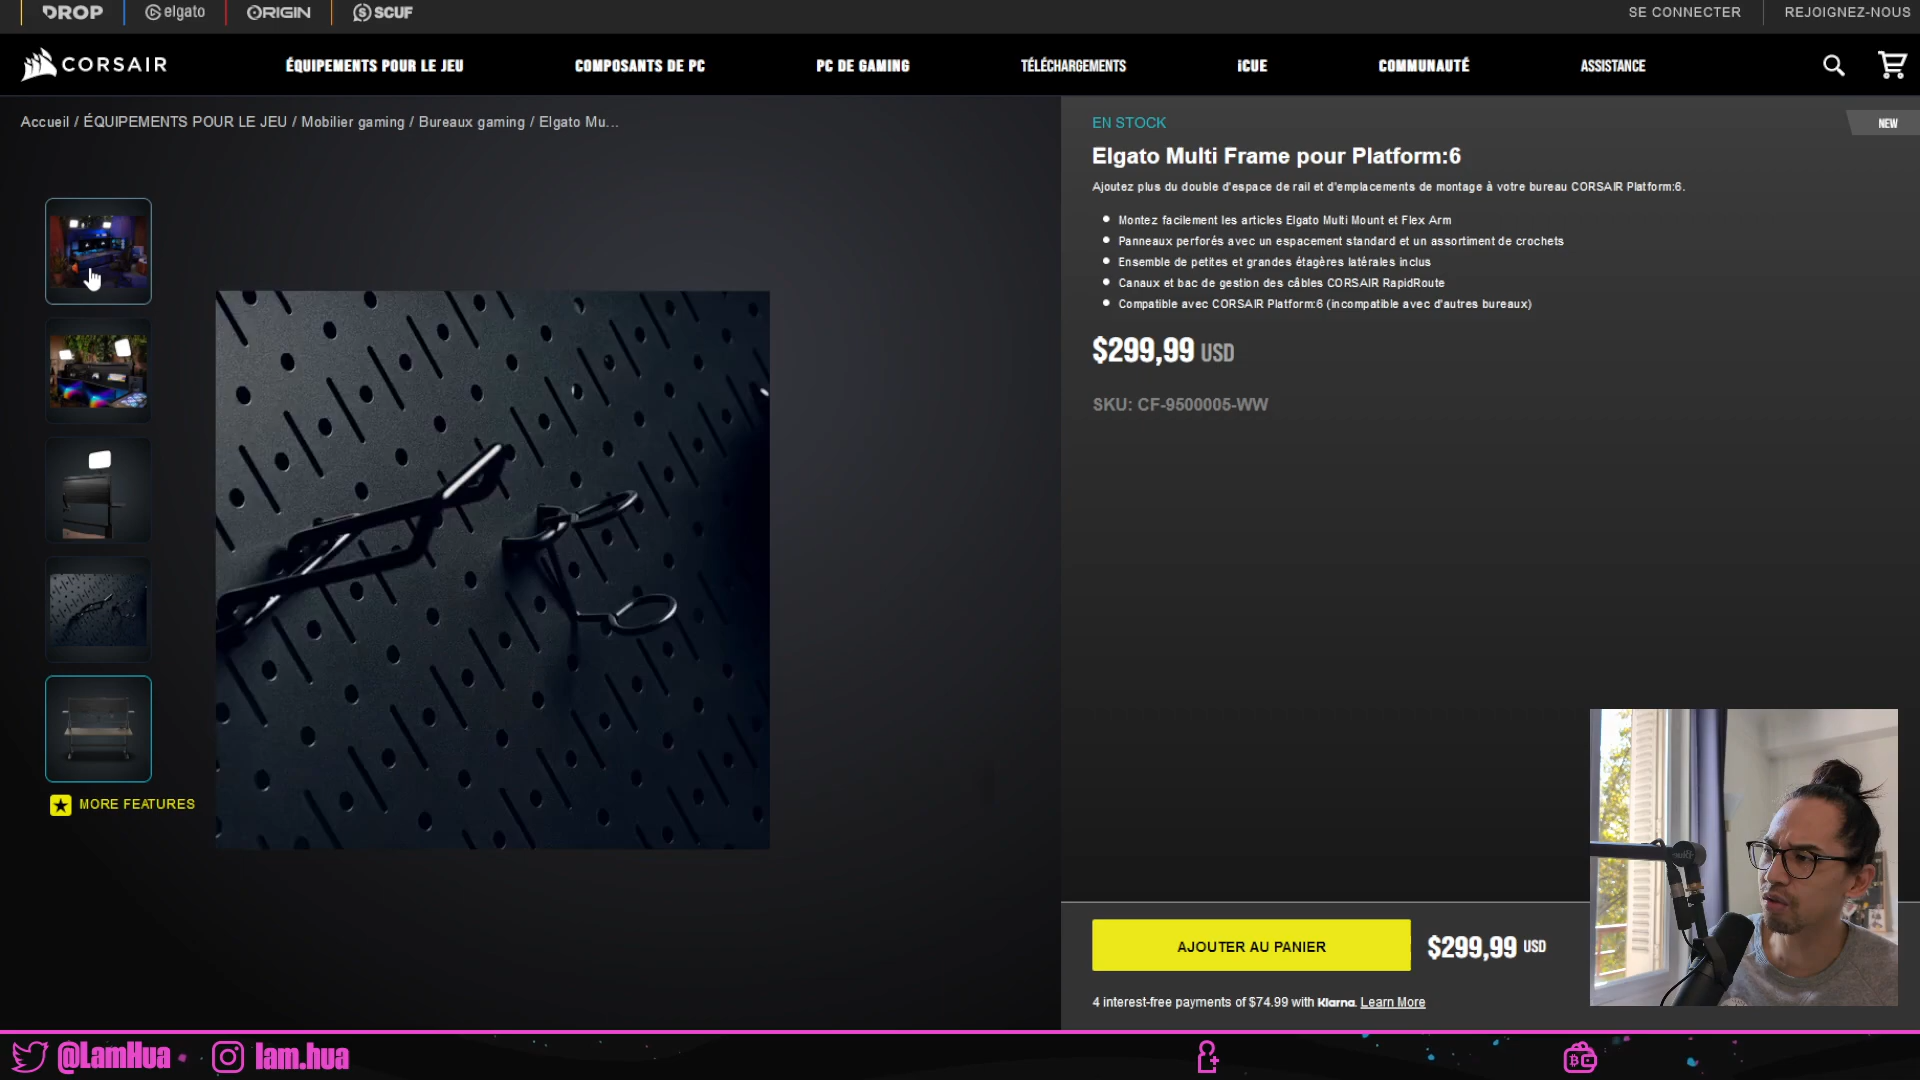 DROP elgato ORIGIN SCUF
SE CONNECTER REJOIGNEZ-NOUS
CORSAIR
ÉQUIPEMENTS POUR LE JEU COMPOSANTS DE PC PC DE GAMING TÉLÉCHARGEMENTS iCUE COMMUNAUTÉ ASSISTANCE
Accueil / ÉQUIPEMENTS POUR LE JEU / Mobilier gaming / Bureaux gaming / Elgato Mu...
EN STOCK
NEW
Elgato Multi Frame pour Platform:6
Ajoutez plus du double d'espace de rail et d'emplacements de montage à votre bureau CORSAIR Platform:6.
Montez facilement les articles Elgato Multi Mount et Flex Arm
Panneaux perforés avec un espacement standard et un assortiment de crochets
Ensemble de petites et grandes étagères latérales inclus
Canaux et bac de gestion des câbles CORSAIR RapidRoute
Compatible avec CORSAIR Platform:6 (incompatible avec d'autres bureaux)
$299,99 USD
SKU: CF-9500005-WW
MORE FEATURES
AJOUTER AU PANIER
$299,99 USD
4 interest-free payments of $74.99 with Klarna. Learn More
@LamHua
lam.hua